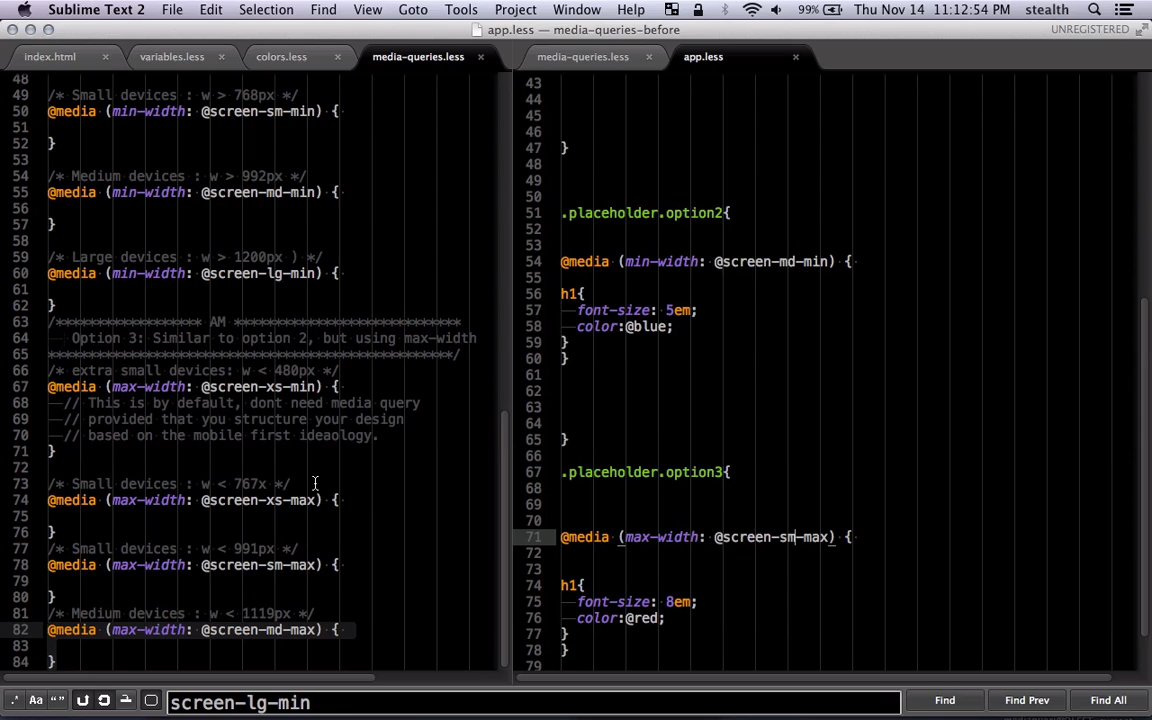 Sublime Text 2 File Edit Selection Find View Goto Tools Project Window Help 99% Thu Nov 14 11:12:54 pm stealth
app.less — media-queries-before UNREGISTERED
index.html × variables.less × colors.less × media-queries.less ×
48
49 /* Small devices : w > 768px */
50 @media (min-width: @screen-sm-min) {
51
52 }
53
54 /* Medium devices : w > 992px */
55 @media (min-width: @screen-md-min) {
56
57 }
58
59 /* Large devices : w > 1200px ) */
60 @media (min-width: @screen-lg-min) {
61
62 }
63 /****************** AM ****************************
64 Option 3: Similar to option 2, but using max-width
65 *************************************************/
66 /* extra small devices: w < 480px */
67 @media (max-width: @screen-xs-min) {
68 // This is by default, dont need media query
69 // provided that you structure your design
70 // based on the mobile first ideaology.
71 }
72
73 /* Small devices : w < 767x */
74 @media (max-width: @screen-xs-max) {
75
76 }
77 /* Small devices : w < 991px */
78 @media (max-width: @screen-sm-max) {
79
80 }
81 /* Medium devices : w < 1119px */
82 @media (max-width: @screen-md-max) {
83
84 }
media-queries.less × app.less ×
43
44
45
46
47 }
48
49
50
51 .placeholder.option2{
52
53
54 @media (min-width: @screen-md-min) {
55
56 h1{
57 font-size: 5em;
58 color:@blue;
59 }
60 }
61
62
63
64
65 }
66
67 .placeholder.option3{
68
69
70
71 @media (max-width: @screen-sm-max) {
72
73
74 h1{
75 font-size: 8em;
76 color:@red;
77 }
78 }
79
.* Aa “” screen-lg-min Find Find Prev Find All